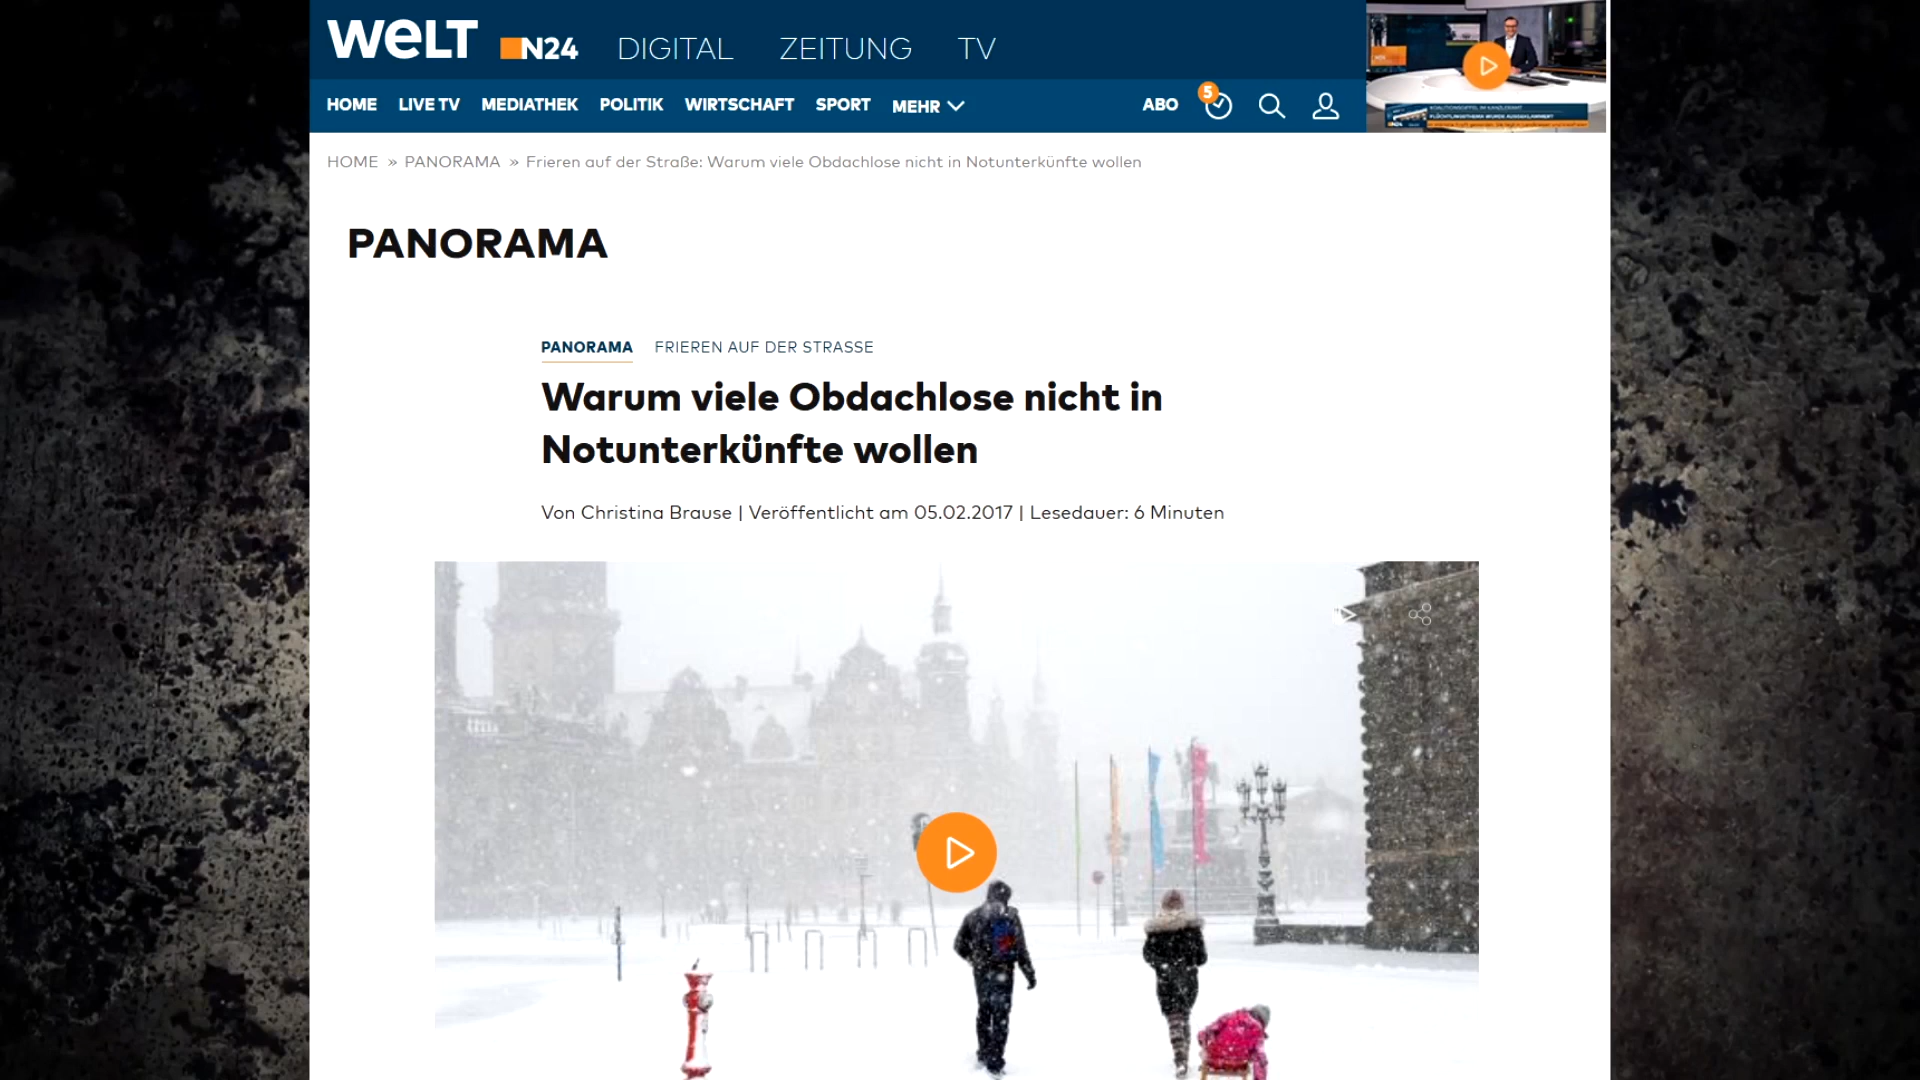 WELT N24 DIGITAL ZEITUNG TV
HOME LIVE TV MEDIATHEK POLITIK WIRTSCHAFT SPORT MEHR ABO 5
HOME » PANORAMA » Frieren auf der Straße: Warum viele Obdachlose nicht in Notunterkünfte wollen
PANORAMA
PANORAMA FRIEREN AUF DER STRASSE
Warum viele Obdachlose nicht in
Notunterkünfte wollen
Von Christina Brause | Veröffentlicht am 05.02.2017 | Lesedauer: 6 Minuten